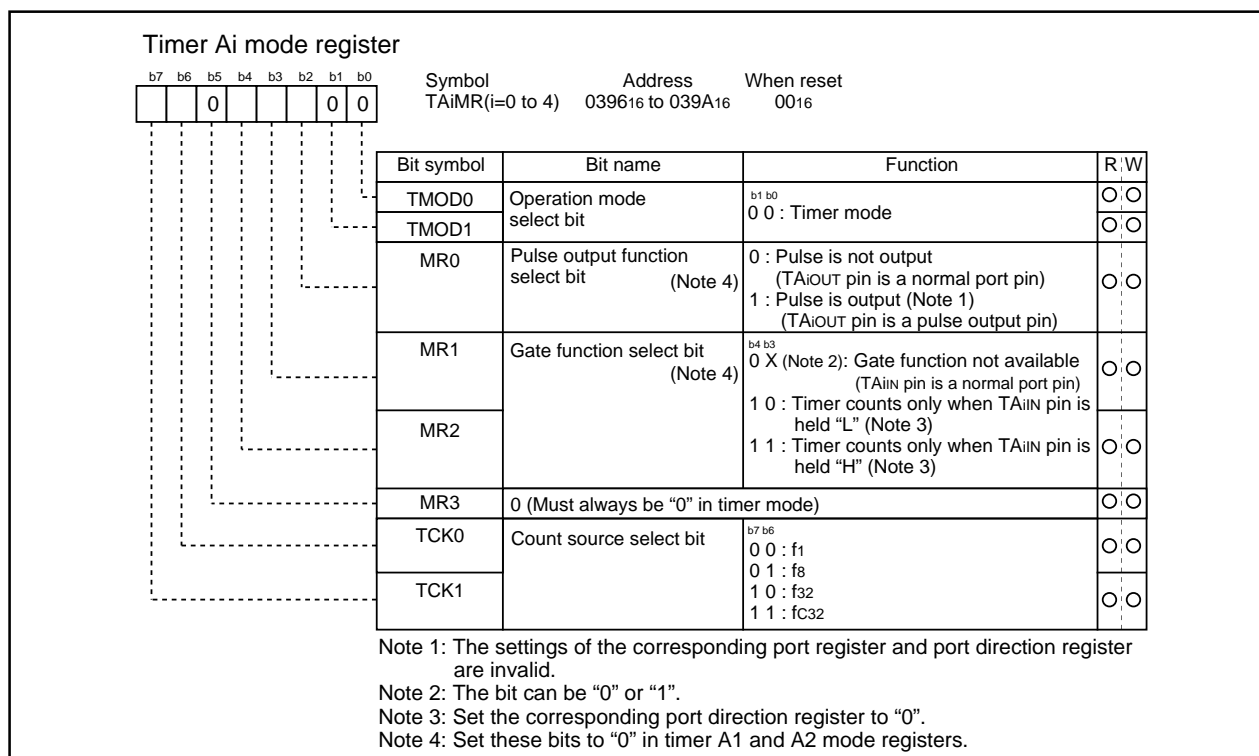 Timer Ai mode register
b7 b6 b5 b4 b3 b2 b1 b0
0 0 0
Symbol Address When reset
TAiMR(i=0 to 4) 039616 to 039A16 0016
Bit symbol Bit name Function R W
TMOD0 Operation mode select bit b1 b0
0 0 : Timer mode
TMOD1
MR0 Pulse output function select bit (Note 4)
0 : Pulse is not output
(TAiOUT pin is a normal port pin)
1 : Pulse is output (Note 1)
(TAiOUT pin is a pulse output pin)
MR1 Gate function select bit (Note 4)
b4 b3
0 X (Note 2): Gate function not available
(TAiIN pin is a normal port pin)
1 0 : Timer counts only when TAiIN pin is
held “L” (Note 3)
MR2
1 1 : Timer counts only when TAiIN pin is
held “H” (Note 3)
MR3 0 (Must always be “0” in timer mode)
TCK0 Count source select bit b7 b6
0 0 : f1
0 1 : f8
TCK1
1 0 : f32
1 1 : fC32
Note 1: The settings of the corresponding port register and port direction register
are invalid.
Note 2: The bit can be “0” or “1”.
Note 3: Set the corresponding port direction register to “0”.
Note 4: Set these bits to “0” in timer A1 and A2 mode registers.